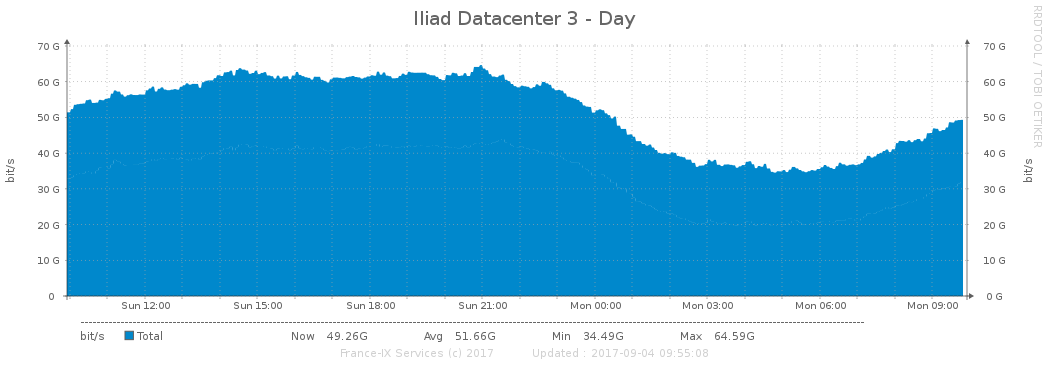 Iliad Datacenter 3 - Day
RRDTOOL / TOBI OETIKER
70 G 70 G
60 G 60 G
50 G 50 G
40 G 40 G
30 G 30 G
20 G 20 G
10 G 10 G
0 0 G
bit/s bit/s
Sun 12:00 Sun 15:00 Sun 18:00 Sun 21:00 Mon 00:00 Mon 03:00 Mon 06:00 Mon 09:00
bit/s Total Now 49.26G Avg 51.66G Min 34.49G Max 64.59G
France-IX Services (c) 2017 Updated : 2017-09-04 09:55:08